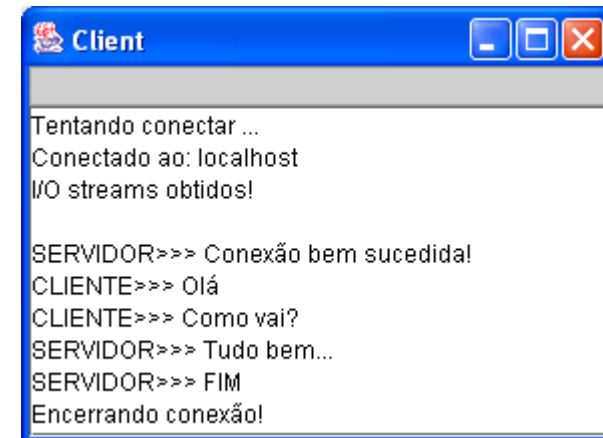 Client
Tentando conectar ...
Conectado ao: localhost
I/O streams obtidos!
SERVIDOR>>> Conexão bem sucedida!
CLIENTE>>> Olá
CLIENTE>>> Como vai?
SERVIDOR>>> Tudo bem...
SERVIDOR>>> FIM
Encerrando conexão!